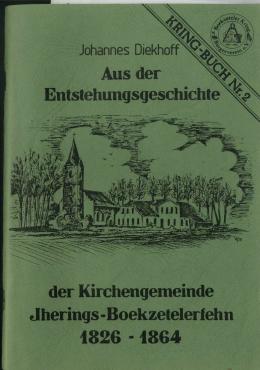 KRING-BUCH Nr. 2
Johannes Diekhoff
Aus der
Entstehungsgeschichte
der Kirchengemeinde
Jherings-Boekzetelerfehn
1826 - 1864